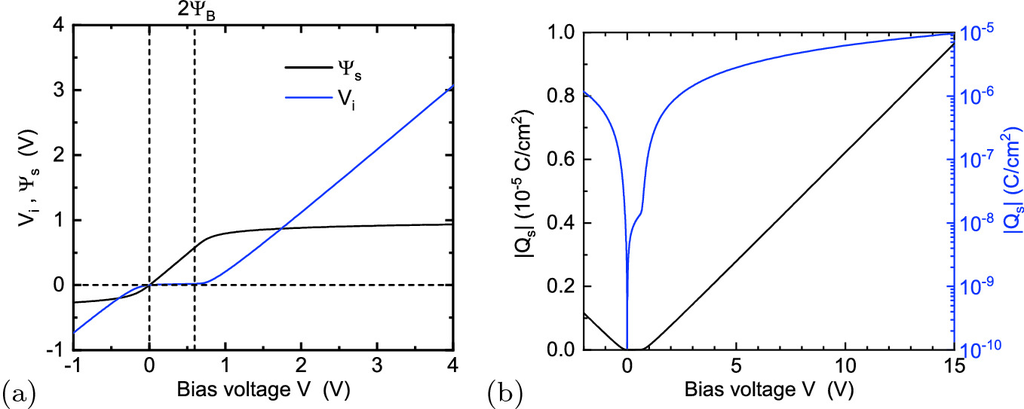 2Ψ_B
4
3
2
1
0
-1
V_i , Ψ_s (V)
Ψ_s
V_i
-1 0 1 2 3 4
Bias voltage V (V)
(a)
1.0
0.8
0.6
0.4
0.2
0.0
|Q_s| (10^-5 C/cm^2)
10^-5
10^-6
10^-7
10^-8
10^-9
10^-10
|Q_s| (C/cm^2)
0 5 10 15
Bias voltage V (V)
(b)